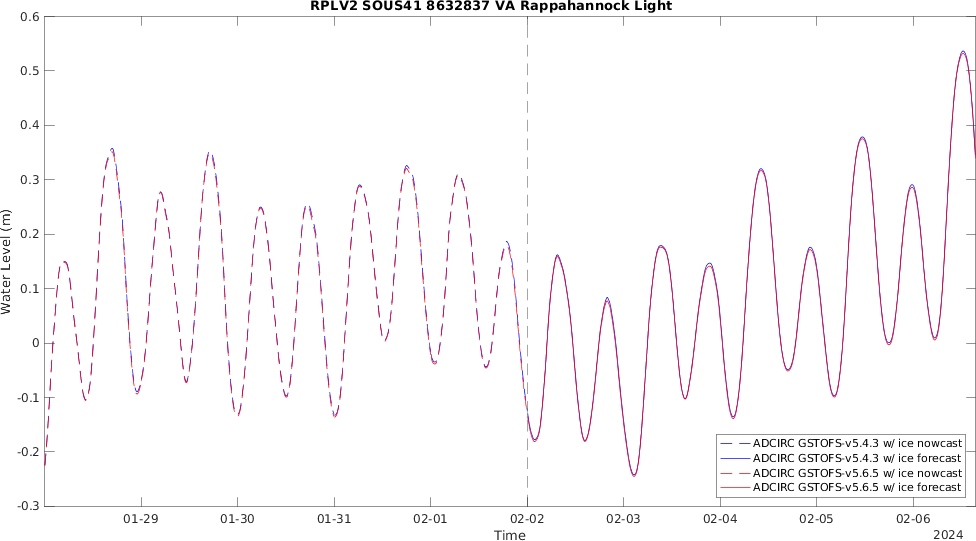 RPLV2 SOUS41 8632837 VA Rappahannock Light
0.6
0.5
0.4
0.3
0.2
0.1
0
-0.1
-0.2
-0.3
Water Level (m)
ADCIRC GSTOFS-v5.4.3 w/ ice nowcast
ADCIRC GSTOFS-v5.4.3 w/ ice forecast
ADCIRC GSTOFS-v5.6.5 w/ ice nowcast
ADCIRC GSTOFS-v5.6.5 w/ ice forecast
01-29 01-30 01-31 02-01 02-02 02-03 02-04 02-05 02-06
Time
2024